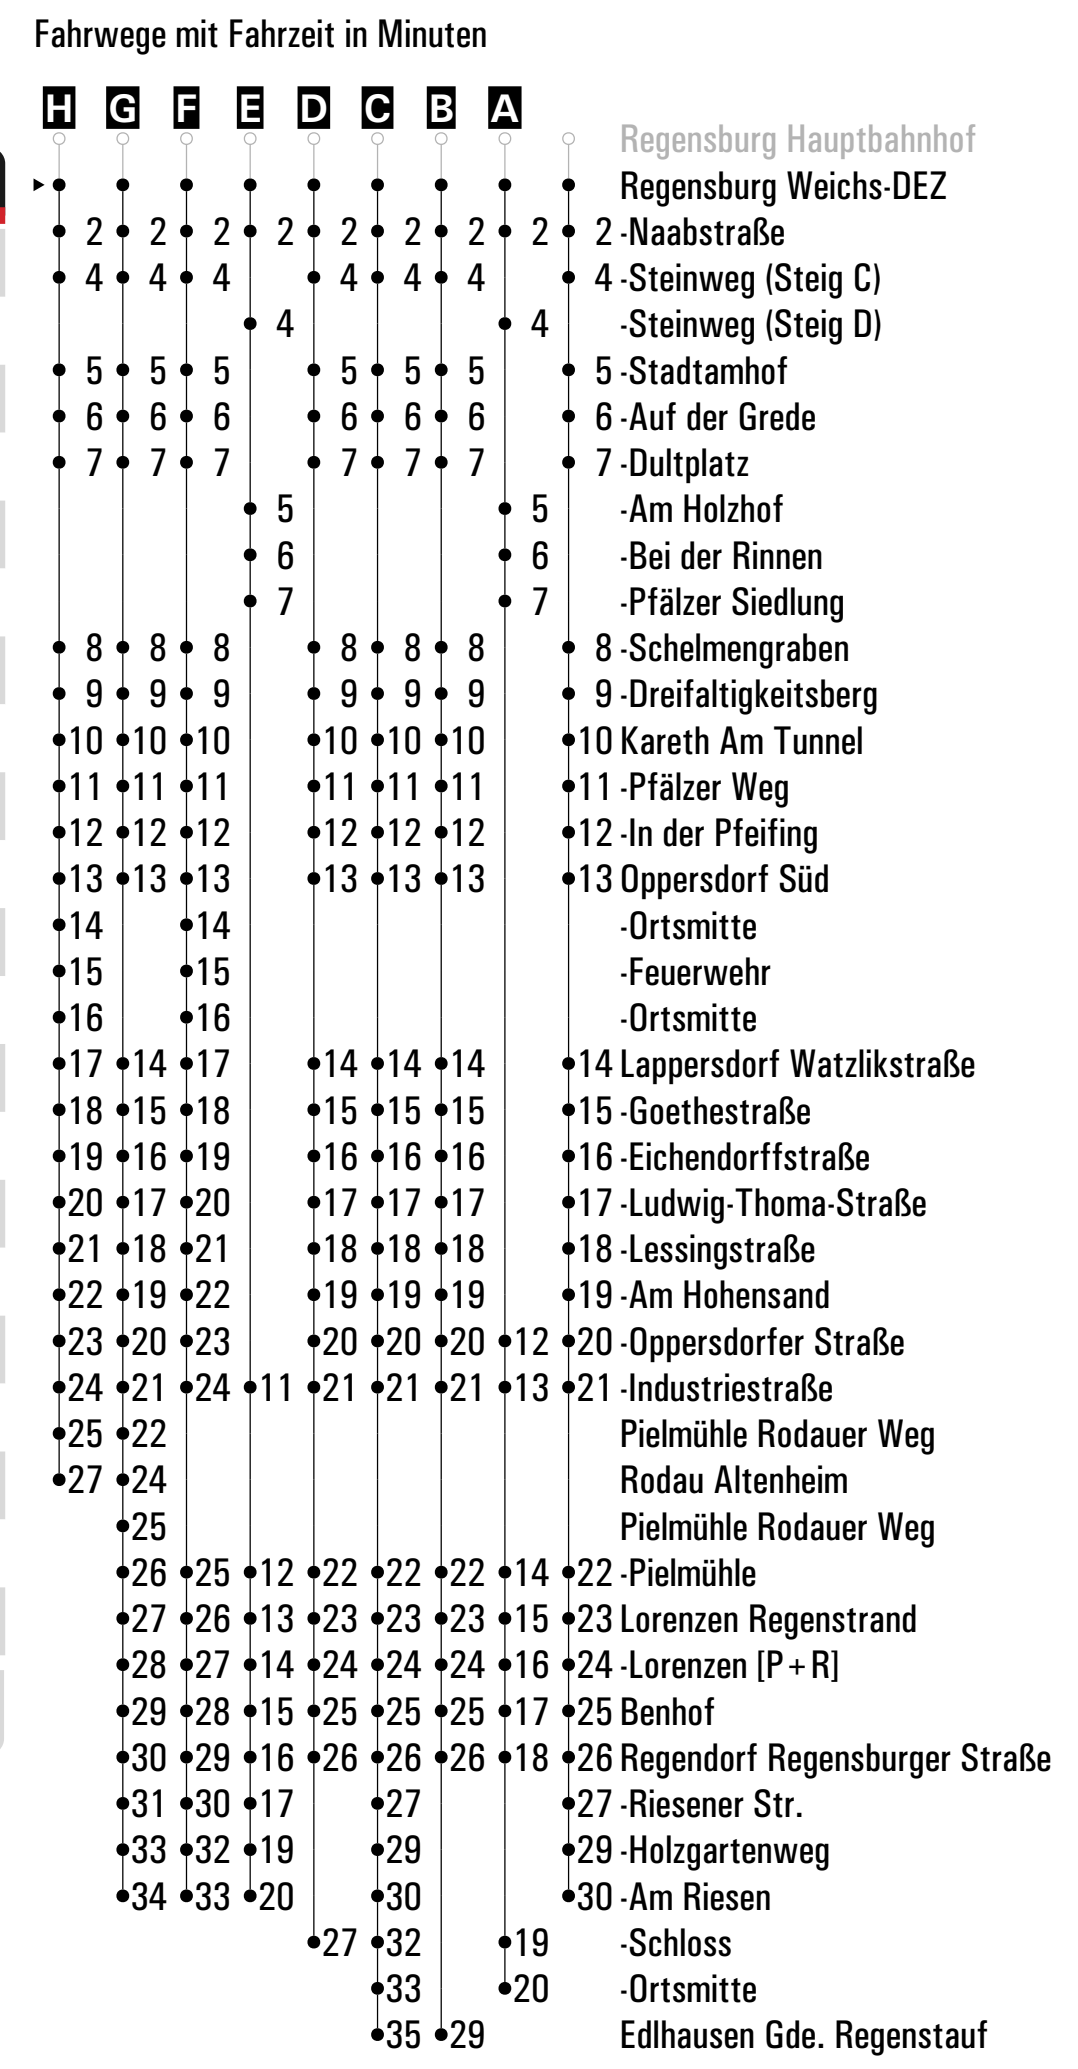 Fahrwege mit Fahrzeit in Minuten
H G F E D C B A
Regensburg Hauptbahnhof
Regensburg Weichs-DEZ
2 2 2 2 2 2 2 2 2 -Naabstraße
4 4 4 4 4 4 4 -Steinweg (Steig C)
4 4 -Steinweg (Steig D)
5 5 5 5 5 5 5 -Stadtamhof
6 6 6 6 6 6 6 -Auf der Grede
7 7 7 7 7 7 7 -Dultplatz
5 5 -Am Holzhof
6 6 -Bei der Rinnen
7 7 -Pfälzer Siedlung
8 8 8 8 8 8 8 -Schelmengraben
9 9 9 9 9 9 9 -Dreifaltigkeitsberg
10 10 10 10 10 10 10 Kareth Am Tunnel
11 11 11 11 11 11 11 -Pfälzer Weg
12 12 12 12 12 12 12 -In der Pfeifing
13 13 13 13 13 13 13 Oppersdorf Süd
14 14 -Ortsmitte
15 15 -Feuerwehr
16 16 -Ortsmitte
17 14 17 14 14 14 14 Lappersdorf Watzlikstraße
18 15 18 15 15 15 15 -Goethestraße
19 16 19 16 16 16 16 -Eichendorffstraße
20 17 20 17 17 17 17 -Ludwig-Thoma-Straße
21 18 21 18 18 18 18 -Lessingstraße
22 19 22 19 19 19 19 -Am Hohensand
23 20 23 20 20 20 12 20 -Oppersdorfer Straße
24 21 24 11 21 21 21 13 21 -Industriestraße
25 22 Pielmühle Rodauer Weg
27 24 Rodau Altenheim
25 Pielmühle Rodauer Weg
26 25 12 22 22 22 14 22 -Pielmühle
27 26 13 23 23 23 15 23 Lorenzen Regenstrand
28 27 14 24 24 24 16 24 -Lorenzen [P+R]
29 28 15 25 25 25 17 25 Benhof
30 29 16 26 26 26 18 26 Regendorf Regensburger Straße
31 30 17 27 27 -Riesener Str.
33 32 19 29 29 -Holzgartenweg
34 33 20 30 30 -Am Riesen
27 32 19 -Schloss
33 20 -Ortsmitte
35 29 Edlhausen Gde. Regenstauf